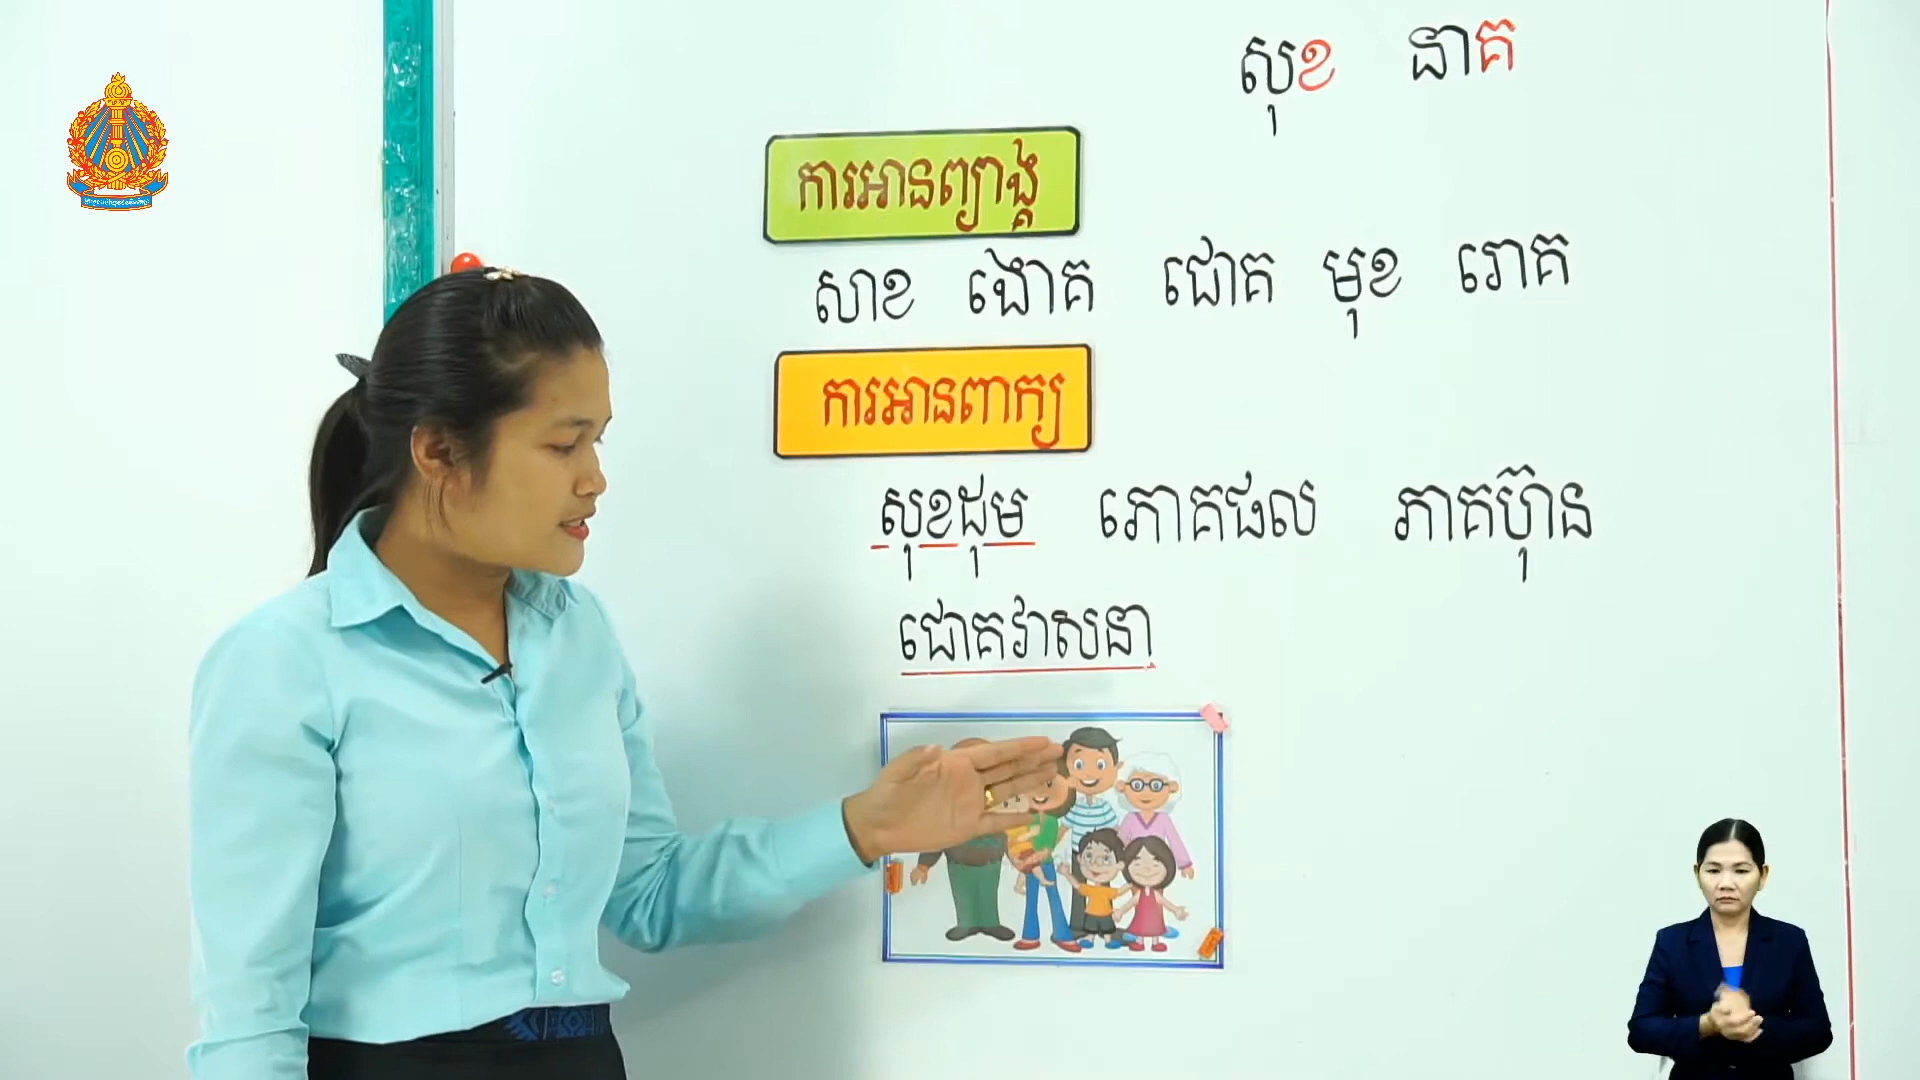 សុខ នាគ
ការអានព្យាង្គ
សាខ ងោគ ជោគ មុខ រោគ
ការអានពាក្យ
សុខដុម ភោគផល ភាគហ៊ុន
ជោគវាសនា